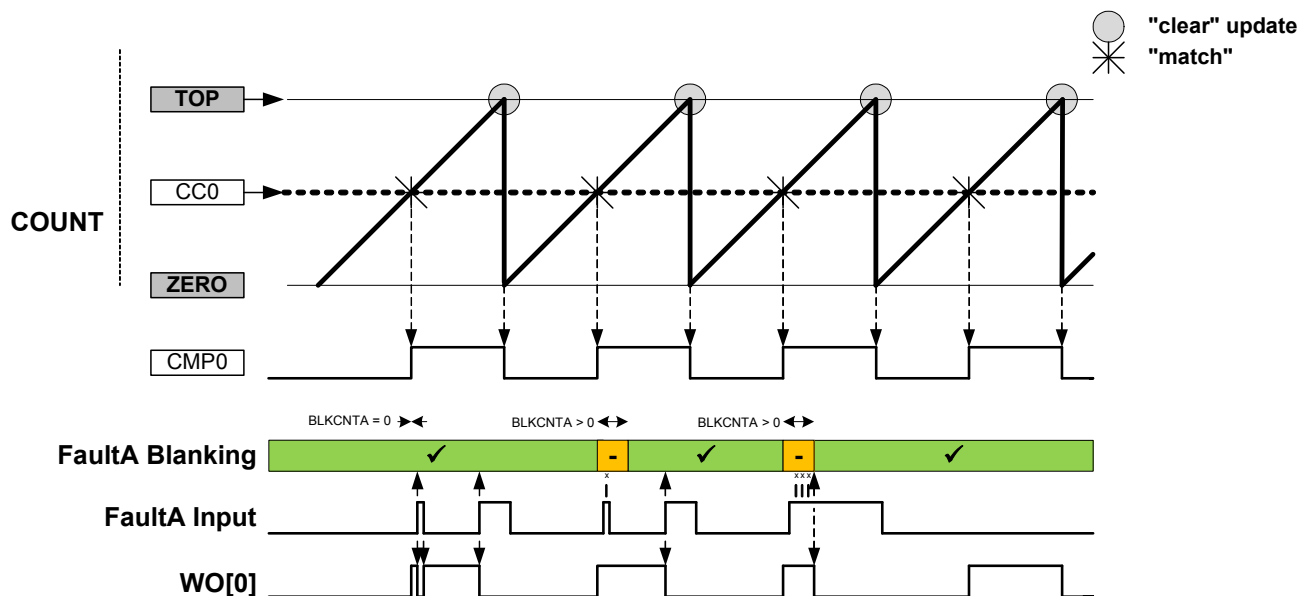 "clear" update
"match"
TOP
CC0
COUNT
ZERO
CMP0
BLKCNTA = 0
BLKCNTA > 0
BLKCNTA > 0
FaultA Blanking
✓ - ✓ - ✓
x
x x x
FaultA Input
WO[0]